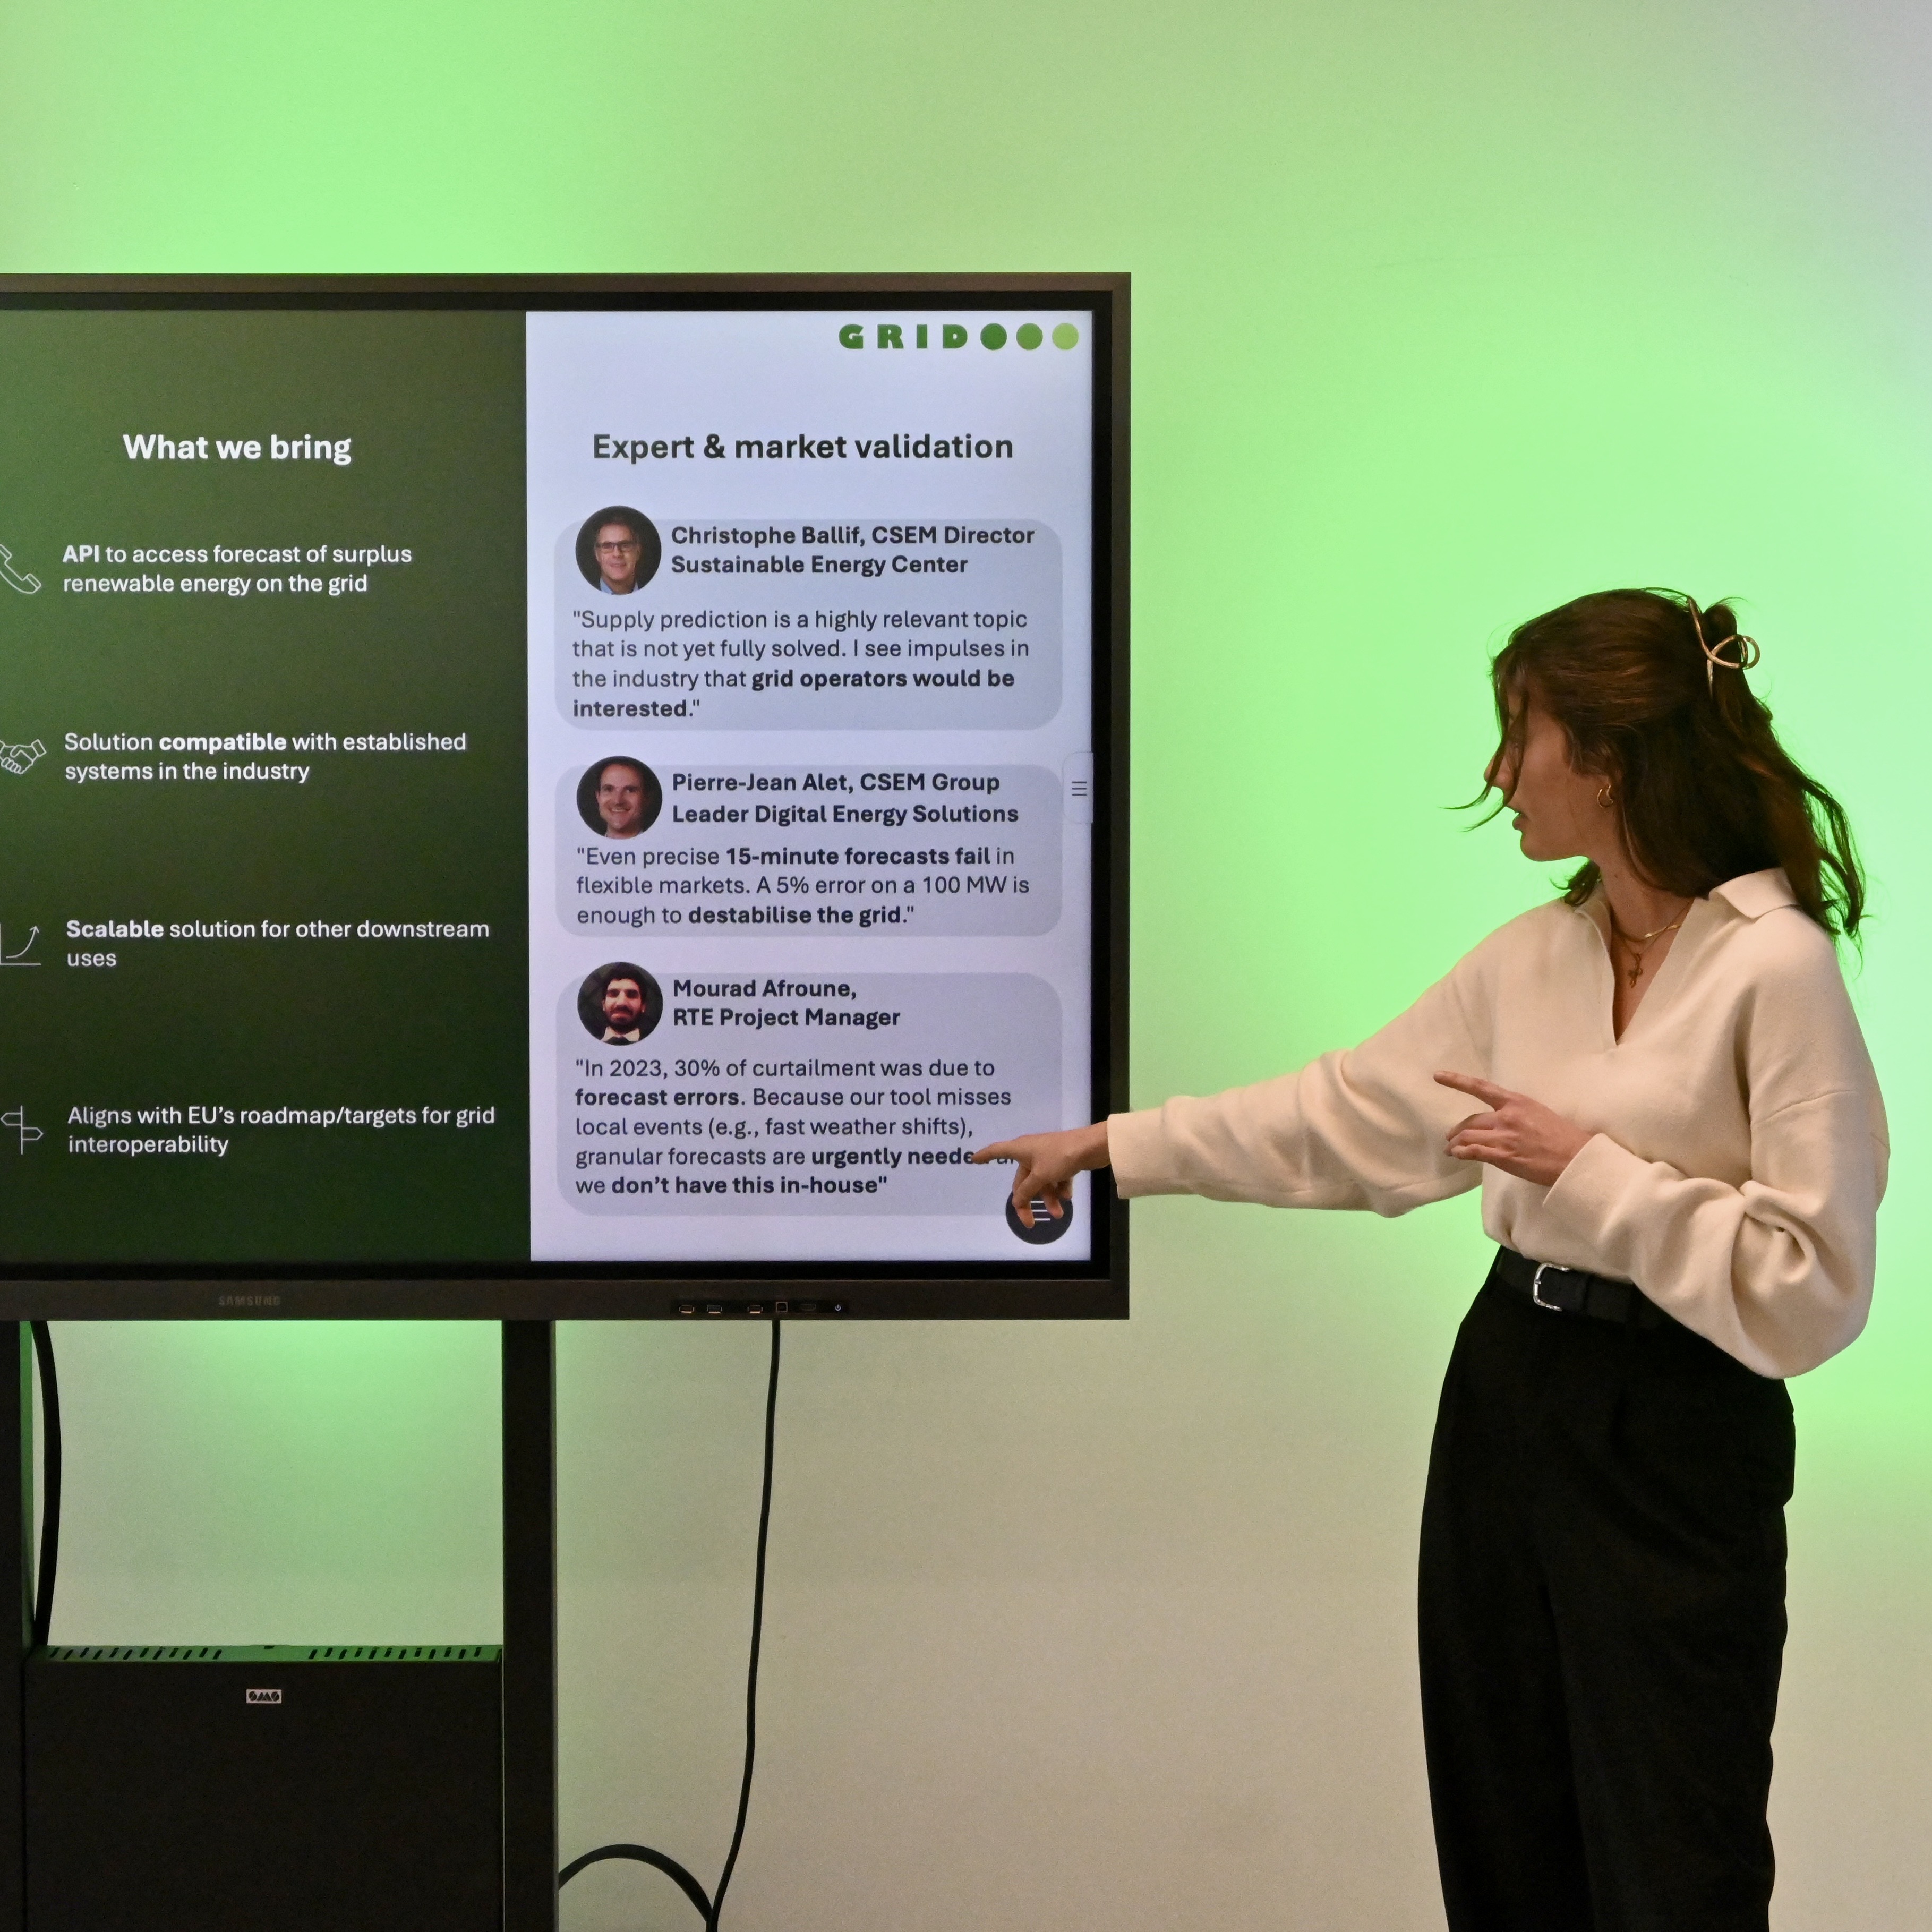 GRID
What we bring
API to access forecast of surplus
renewable energy on the grid
Solution compatible with established
systems in the industry
Scalable solution for other downstream
uses
Aligns with EU's roadmap/targets for grid
interoperability
Expert & market validation
Christophe Ballif, CSEM Director
Sustainable Energy Center
"Supply prediction is a highly relevant topic
that is not yet fully solved. I see impulses in
the industry that grid operators would be
interested."
Pierre-Jean Alet, CSEM Group
Leader Digital Energy Solutions
"Even precise 15-minute forecasts fail in
flexible markets. A 5% error on a 100 MW is
enough to destabilise the grid."
Mourad Afroune,
RTE Project Manager
"In 2023, 30% of curtailment was due to
forecast errors. Because our tool misses
local events (e.g., fast weather shifts),
granular forecasts are urgently
we don't have this in-house"
SAMSUNG
SMS